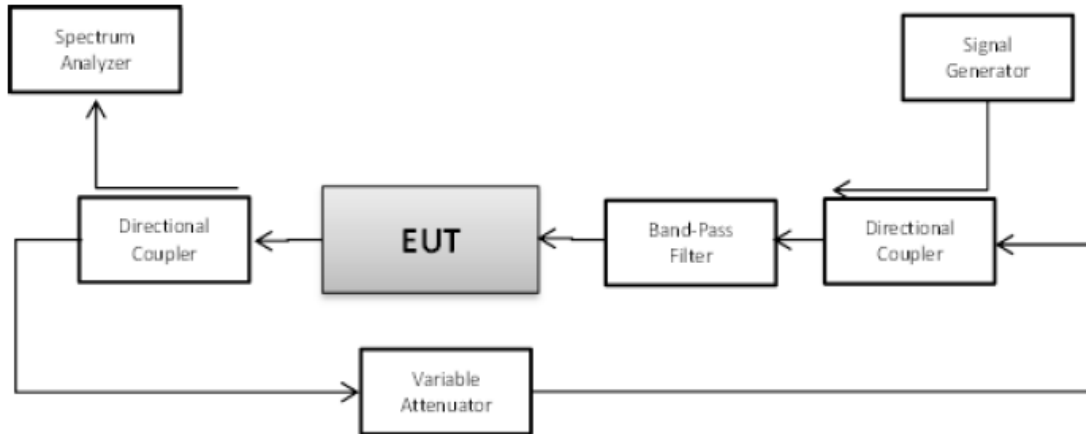 Spectrum
Analyzer
Signal
Generator
Directional
Coupler
EUT
Band-Pass
Filter
Directional
Coupler
Variable
Attenuator